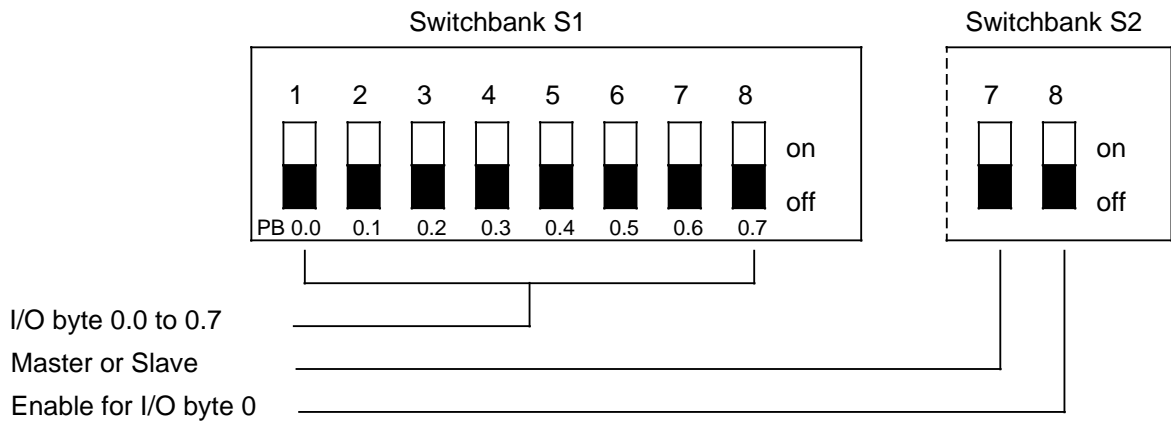 Switchbank S1 Switchbank S2
1 2 3 4 5 6 7 8 7 8
on on
off off
PB 0.0 0.1 0.2 0.3 0.4 0.5 0.6 0.7
I/O byte 0.0 to 0.7
Master or Slave
Enable for I/O byte 0